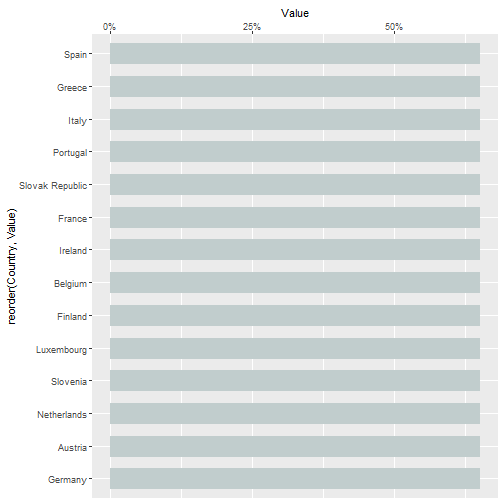 Value
0% 25% 50%
Spain
Greece
Italy
Portugal
Slovak Republic
France
Ireland
Belgium
Finland
Luxembourg
Slovenia
Netherlands
Austria
Germany
reorder(Country, Value)